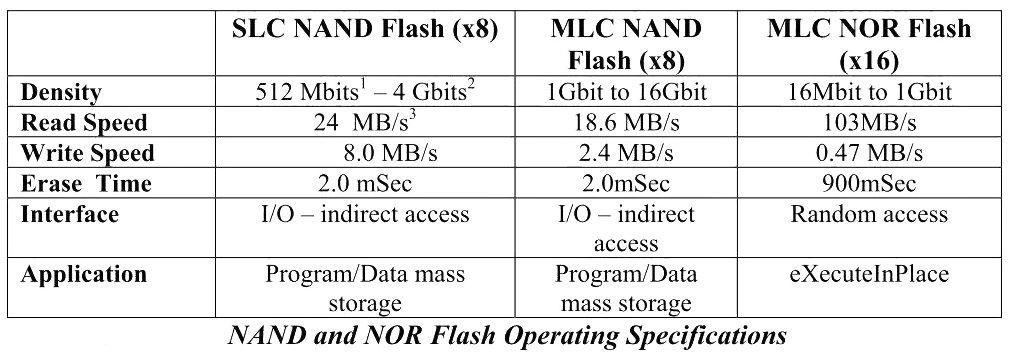 SLC NAND Flash (x8) MLC NAND Flash (x8) MLC NOR Flash (x16)
Density 512 Mbits1 – 4 Gbits2 1Gbit to 16Gbit 16Mbit to 1Gbit
Read Speed 24 MB/s3 18.6 MB/s 103MB/s
Write Speed 8.0 MB/s 2.4 MB/s 0.47 MB/s
Erase Time 2.0 mSec 2.0mSec 900mSec
Interface I/O – indirect access I/O – indirect access Random access
Application Program/Data mass storage Program/Data mass storage eXecuteInPlace
NAND and NOR Flash Operating Specifications